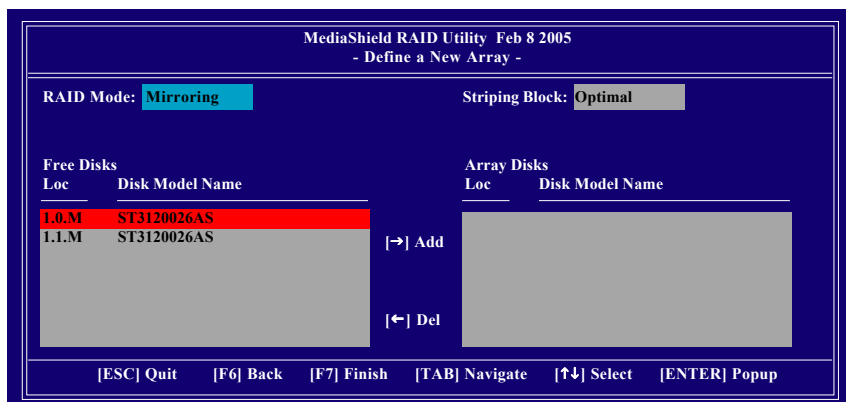 MediaShield RAID Utility Feb 8 2005
- Define a New Array -
RAID Mode: Mirroring
Striping Block: Optimal
Free Disks
Loc Disk Model Name
1.0.M ST3120026AS
1.1.M ST3120026AS
[→] Add
[←] Del
Array Disks
Loc Disk Model Name
[ESC] Quit [F6] Back [F7] Finish [TAB] Navigate [↑↓] Select [ENTER] Popup